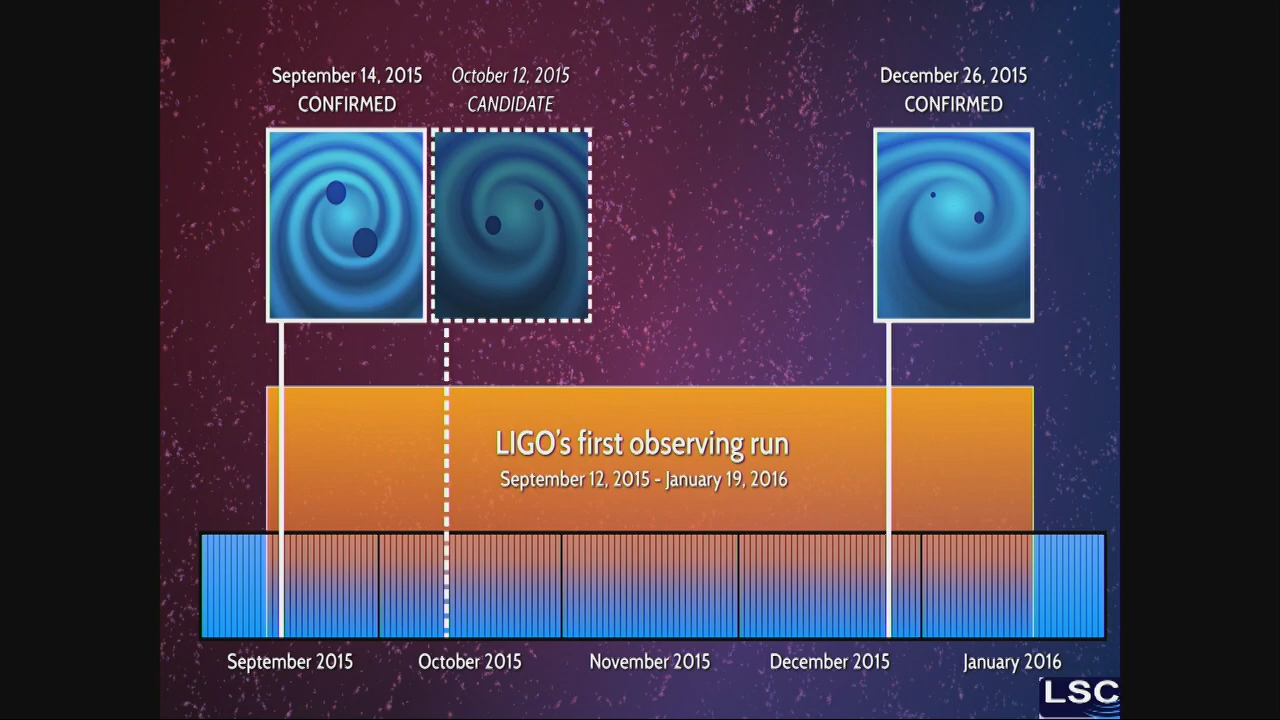 September 14, 2015
CONFIRMED
October 12, 2015
CANDIDATE
December 26, 2015
CONFIRMED
LIGO's first observing run
September 12, 2015 - January 19, 2016
September 2015
October 2015
November 2015
December 2015
January 2016
LSC